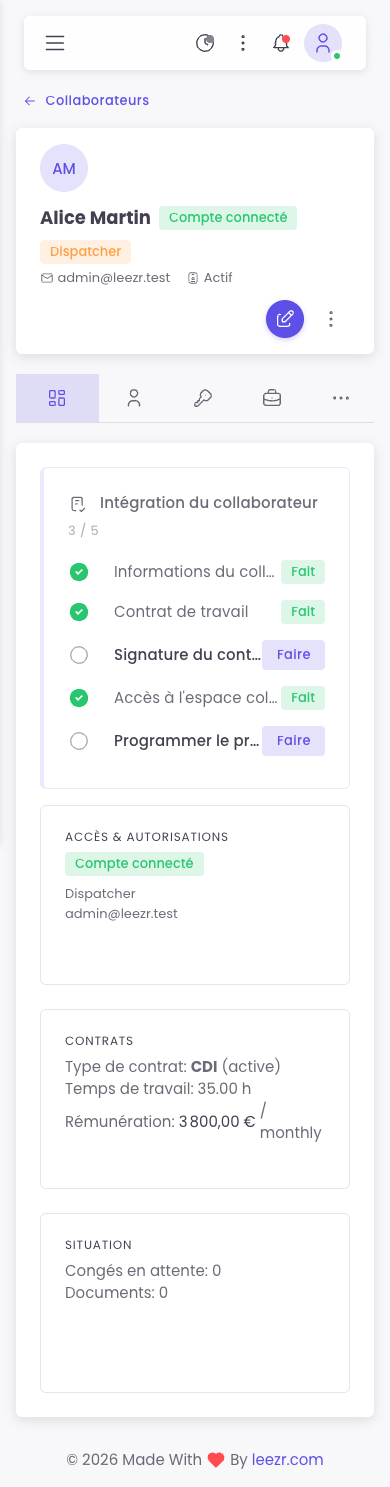 Collaborateurs
AM
Alice Martin Compte connecté
Dispatcher
admin@leezr.test Actif
Intégration du collaborateur
3 / 5
Informations du coll... Fait
Contrat de travail Fait
Signature du cont... Faire
Accès à l'espace col... Fait
Programmer le pr... Faire
ACCÈS & AUTORISATIONS
Compte connecté
Dispatcher
admin@leezr.test
CONTRATS
Type de contrat: CDI (active)
Temps de travail: 35.00 h
Rémunération: 3 800,00 € /
monthly
SITUATION
Congés en attente: 0
Documents: 0
© 2026 Made With By leezr.com